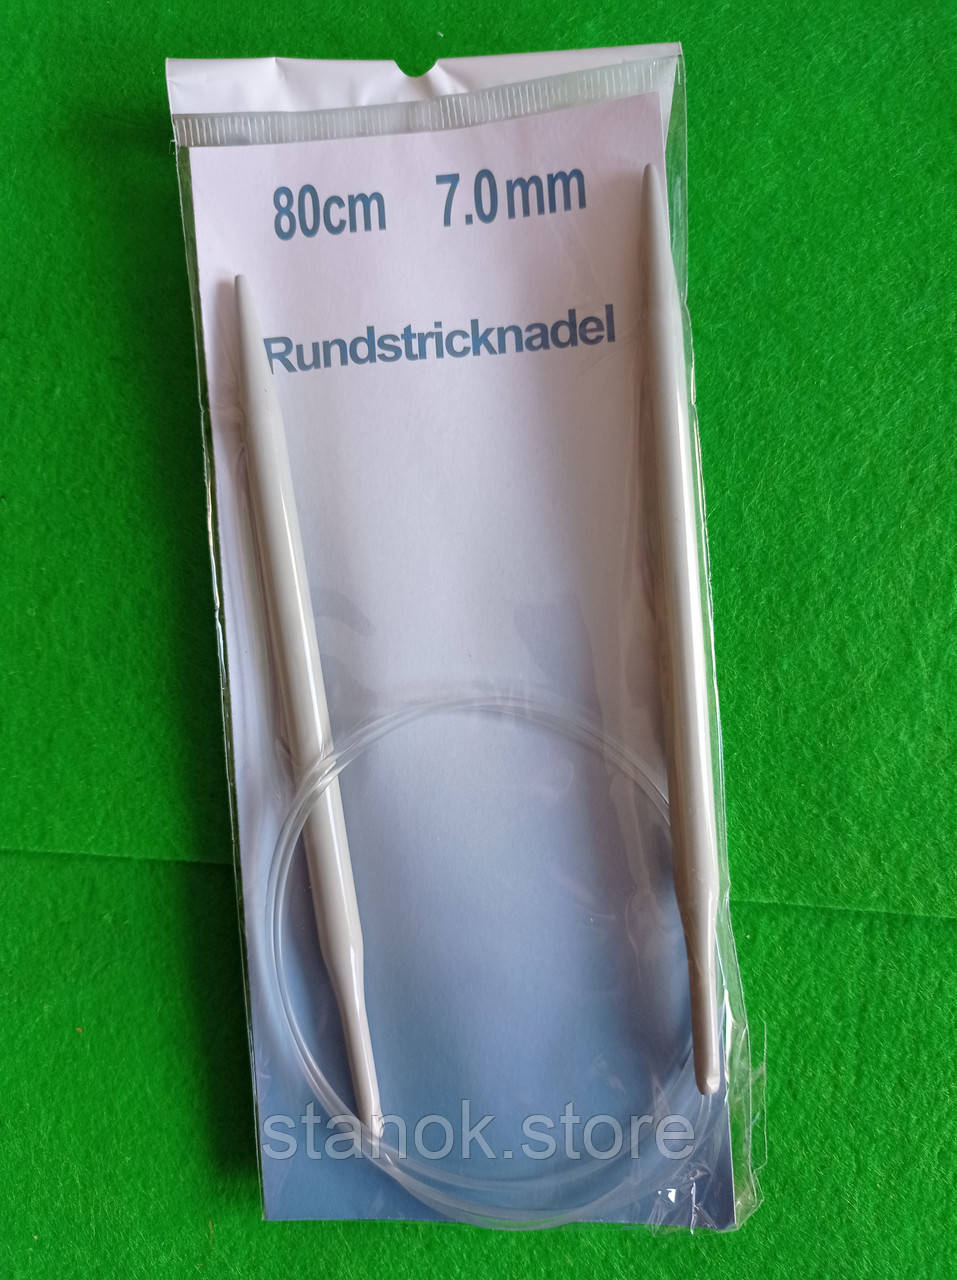 80cm 7.0mm
Rundstricknadel
stanok.store